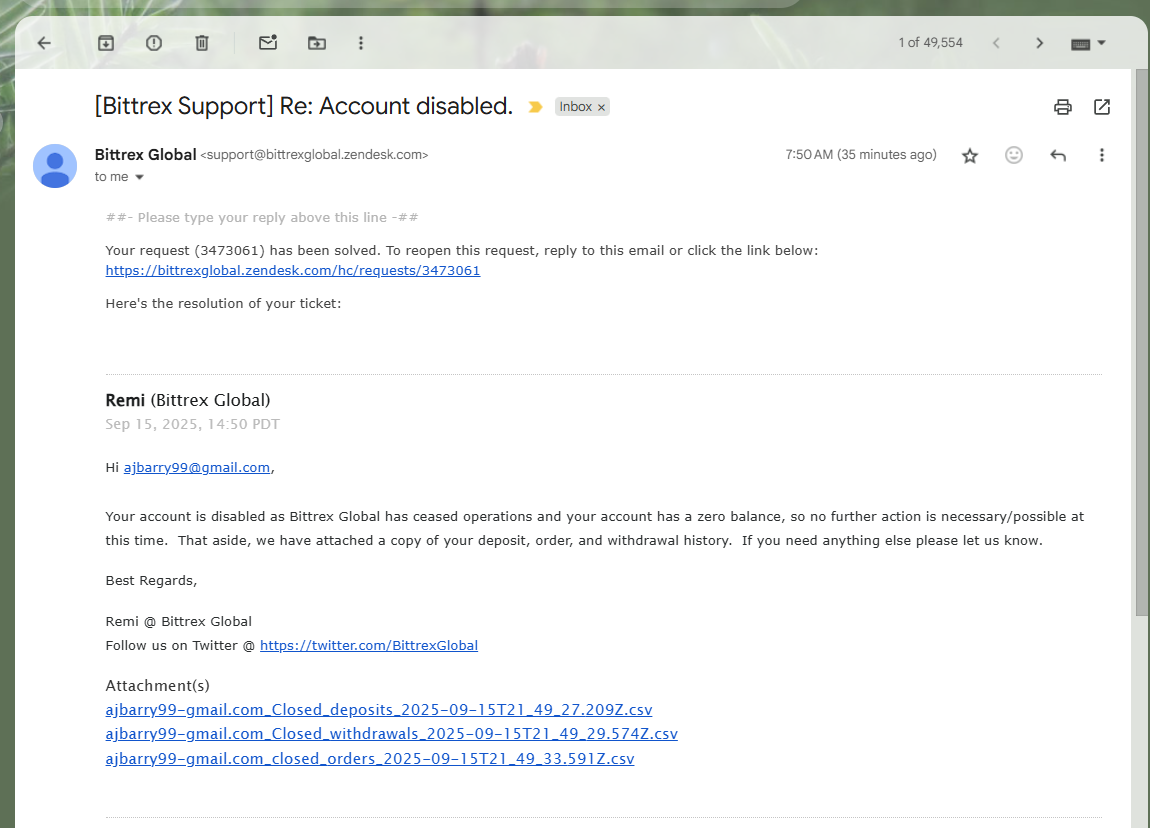 1 of 49,554
[Bittrex Support] Re: Account disabled.
Inbox ×
Bittrex Global <support@bittrexglobal.zendesk.com>
7:50 AM (35 minutes ago)
to me
##- Please type your reply above this line -##
Your request (3473061) has been solved. To reopen this request, reply to this email or click the link below:
https://bittrexglobal.zendesk.com/hc/requests/3473061
Here's the resolution of your ticket:
Remi (Bittrex Global)
Sep 15, 2025, 14:50 PDT
Hi ajbarry99@gmail.com,
Your account is disabled as Bittrex Global has ceased operations and your account has a zero balance, so no further action is necessary/possible at
this time.  That aside, we have attached a copy of your deposit, order, and withdrawal history.  If you need anything else please let us know.
Best Regards,
Remi @ Bittrex Global
Follow us on Twitter @ https://twitter.com/BittrexGlobal
Attachment(s)
ajbarry99-gmail.com_Closed_deposits_2025-09-15T21_49_27.209Z.csv
ajbarry99-gmail.com_Closed_withdrawals_2025-09-15T21_49_29.574Z.csv
ajbarry99-gmail.com_closed_orders_2025-09-15T21_49_33.591Z.csv